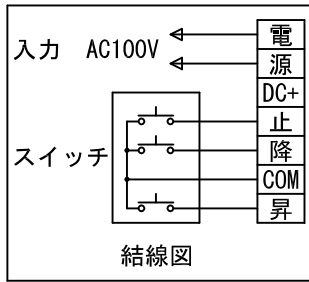 入力 AC100V
電
源
DC+
止
降
COM
昇
スイッチ
結線図